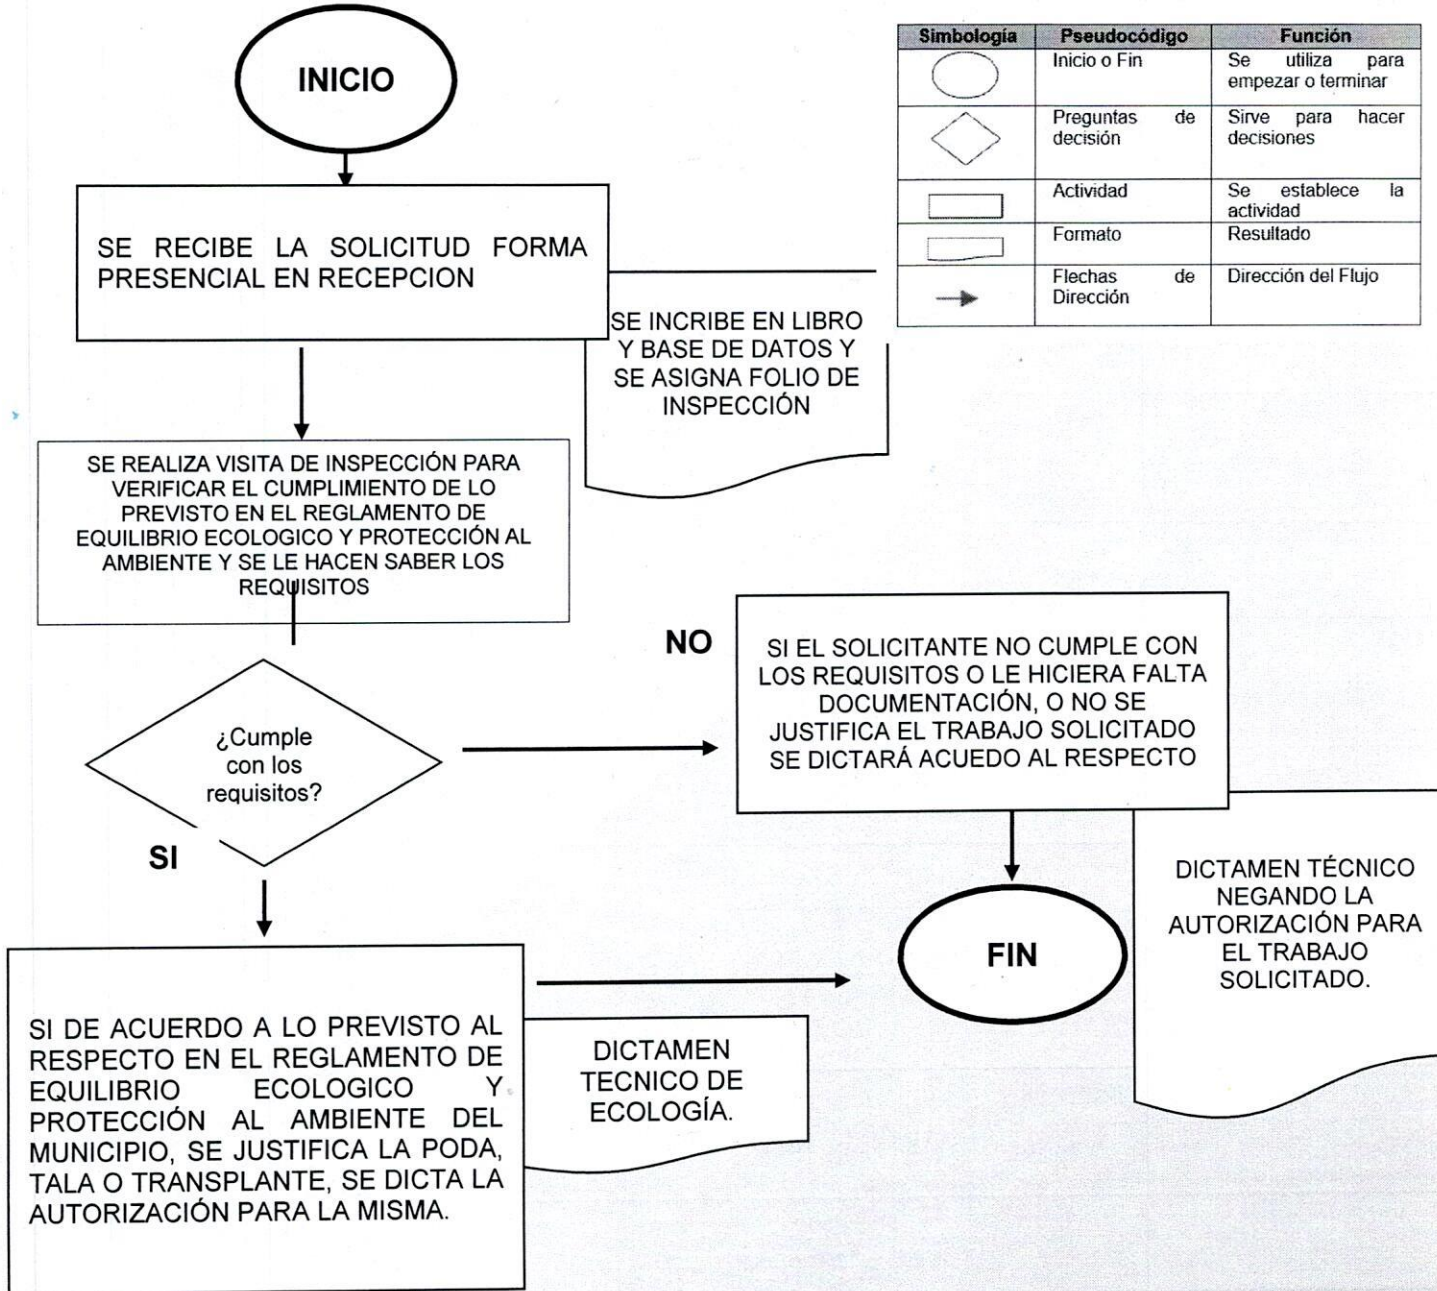 INICIO
Simbología Pseudocódigo Función
Inicio o Fin Se utiliza para
empezar o terminar
Preguntas de Sirve para hacer
decisión decisiones
Actividad Se establece la
actividad
Formato Resultado
Flechas de Dirección del Flujo
Dirección
SE RECIBE LA SOLICITUD FORMA
PRESENCIAL EN RECEPCION
SE INCRIBE EN LIBRO
Y BASE DE DATOS Y
SE ASIGNA FOLIO DE
INSPECCIÓN
SE REALIZA VISITA DE INSPECCIÓN PARA
VERIFICAR EL CUMPLIMIENTO DE LO
PREVISTO EN EL REGLAMENTO DE
EQUILIBRIO ECOLOGICO Y PROTECCIÓN AL
AMBIENTE Y SE LE HACEN SABER LOS
REQUISITOS
¿Cumple
con los
requisitos?
NO
SI EL SOLICITANTE NO CUMPLE CON
LOS REQUISITOS O LE HICIERA FALTA
DOCUMENTACIÓN, O NO SE
JUSTIFICA EL TRABAJO SOLICITADO
SE DICTARÁ ACUEDO AL RESPECTO
SI
DICTAMEN TÉCNICO
NEGANDO LA
AUTORIZACIÓN PARA
EL TRABAJO
SOLICITADO.
FIN
SI DE ACUERDO A LO PREVISTO AL
RESPECTO EN EL REGLAMENTO DE
EQUILIBRIO ECOLOGICO Y
PROTECCIÓN AL AMBIENTE DEL
MUNICIPIO, SE JUSTIFICA LA PODA,
TALA O TRANSPLANTE, SE DICTA LA
AUTORIZACIÓN PARA LA MISMA.
DICTAMEN
TECNICO DE
ECOLOGÍA.